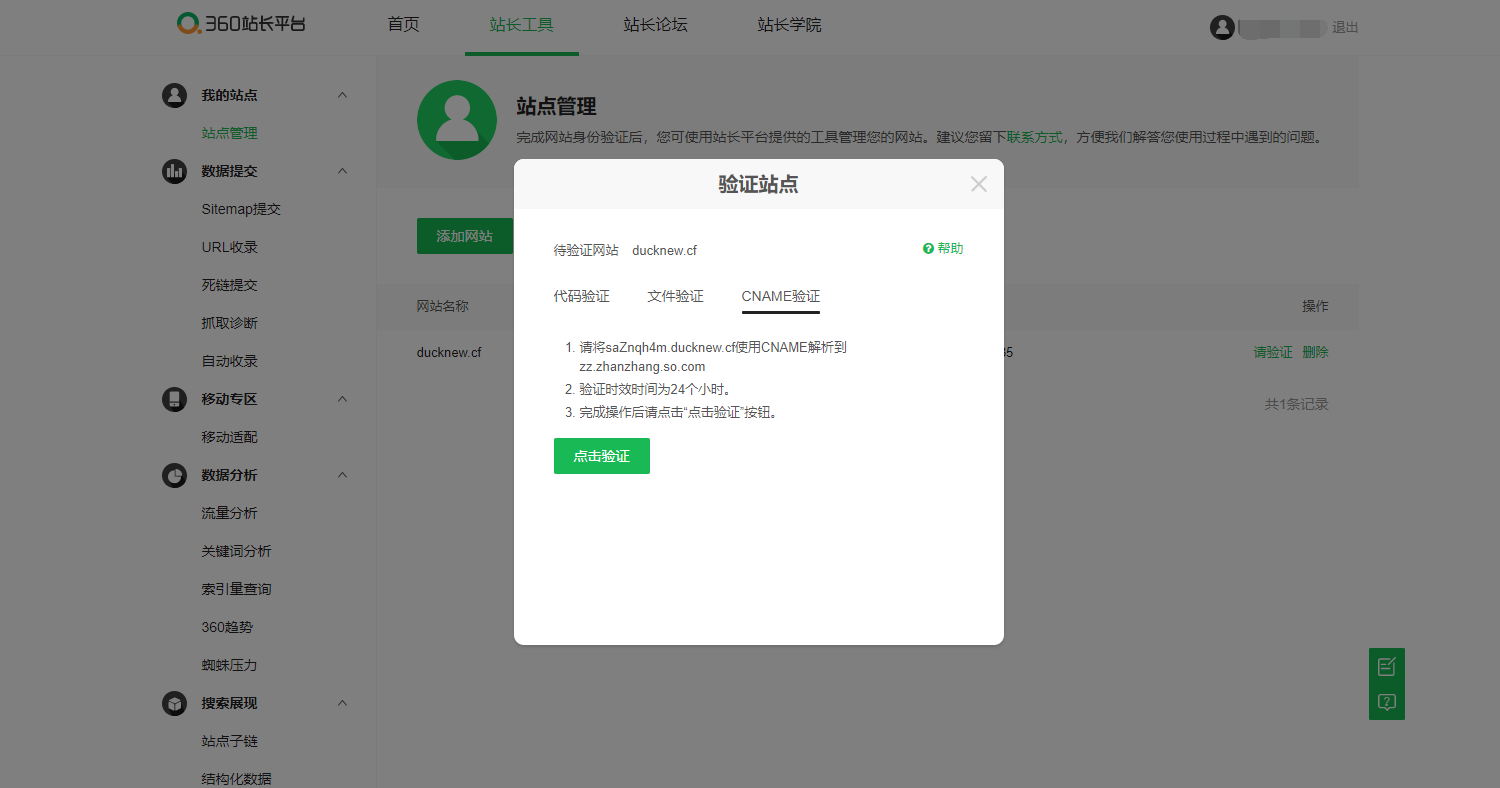 360站长平台
首页
站长工具
站长论坛
站长学院
退出
我的站点
站点管理
数据提交
Sitemap提交
URL收录
死链提交
抓取诊断
自动收录
移动专区
移动适配
数据分析
流量分析
关键词分析
索引量查询
360趋势
蜘蛛压力
搜索展现
站点子链
结构化数据
站点管理
完成网站身份验证后，您可使用站长平台提供的工具管理您的网站。建议您留下联系方式，方便我们解答您使用过程中遇到的问题。
添加网站
网站名称
操作
ducknew.cf
请验证 删除
共1条记录
验证站点
待验证网站 ducknew.cf
帮助
代码验证
文件验证
CNAME验证
1. 请将saZnqh4m.ducknew.cf使用CNAME解析到
zz.zhanzhang.so.com
2. 验证时效时间为24个小时。
3. 完成操作后请点击“点击验证”按钮。
点击验证